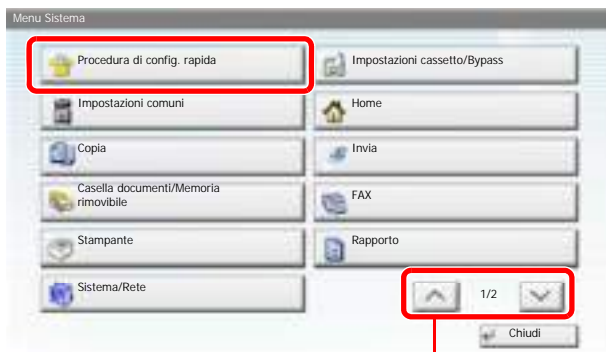 Menu Sistema
Procedura di config. rapida
Impostazioni cassetto/Bypass
Impostazioni comuni
Home
Copia
Invia
Casella documenti/Memoria
rimovibile
FAX
Stampante
Rapporto
Sistema/Rete
1/2
Chiudi